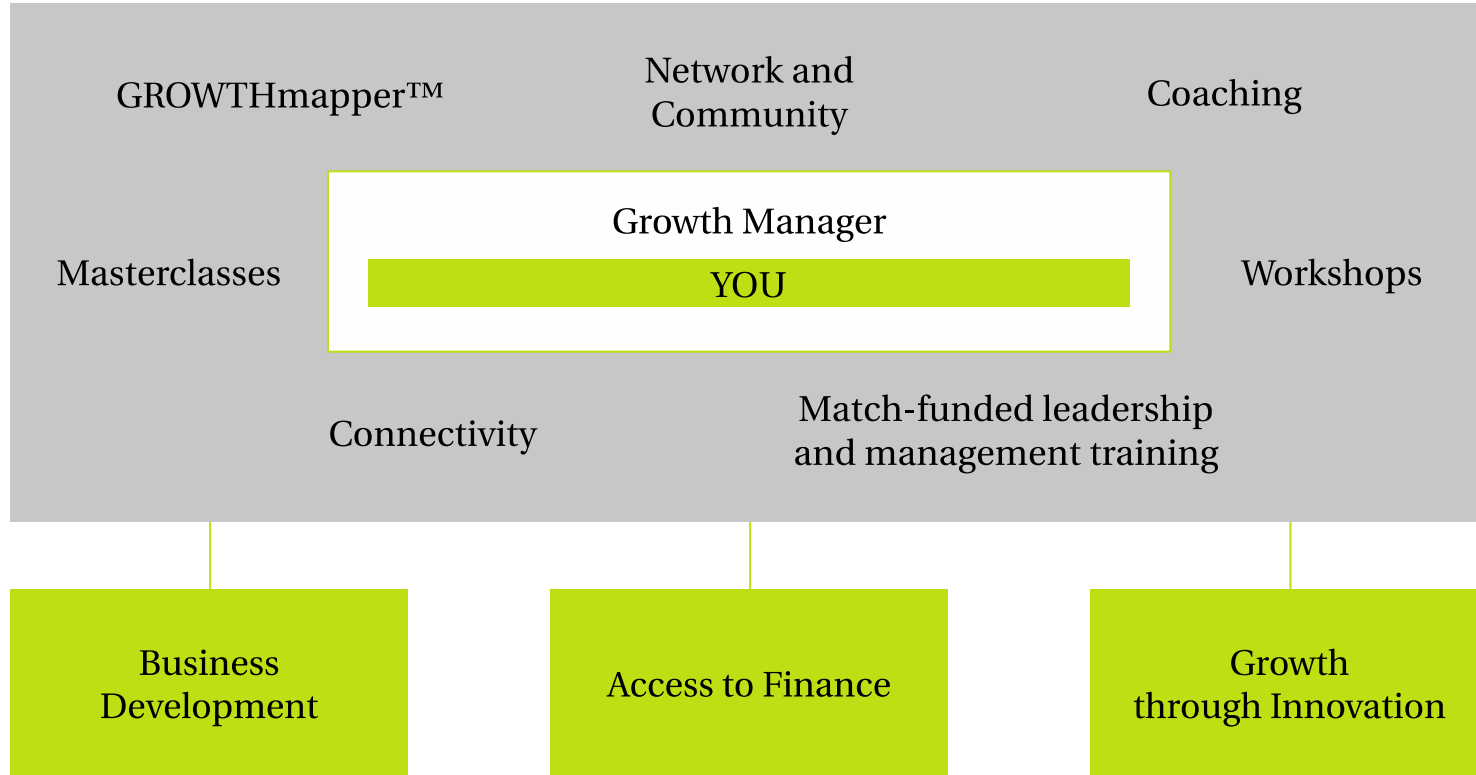 GROWTHmapper™
Network and
Community
Coaching
Growth Manager
YOU
Masterclasses
Workshops
Connectivity
Match-funded leadership
and management training
Business
Development
Access to Finance
Growth
through Innovation